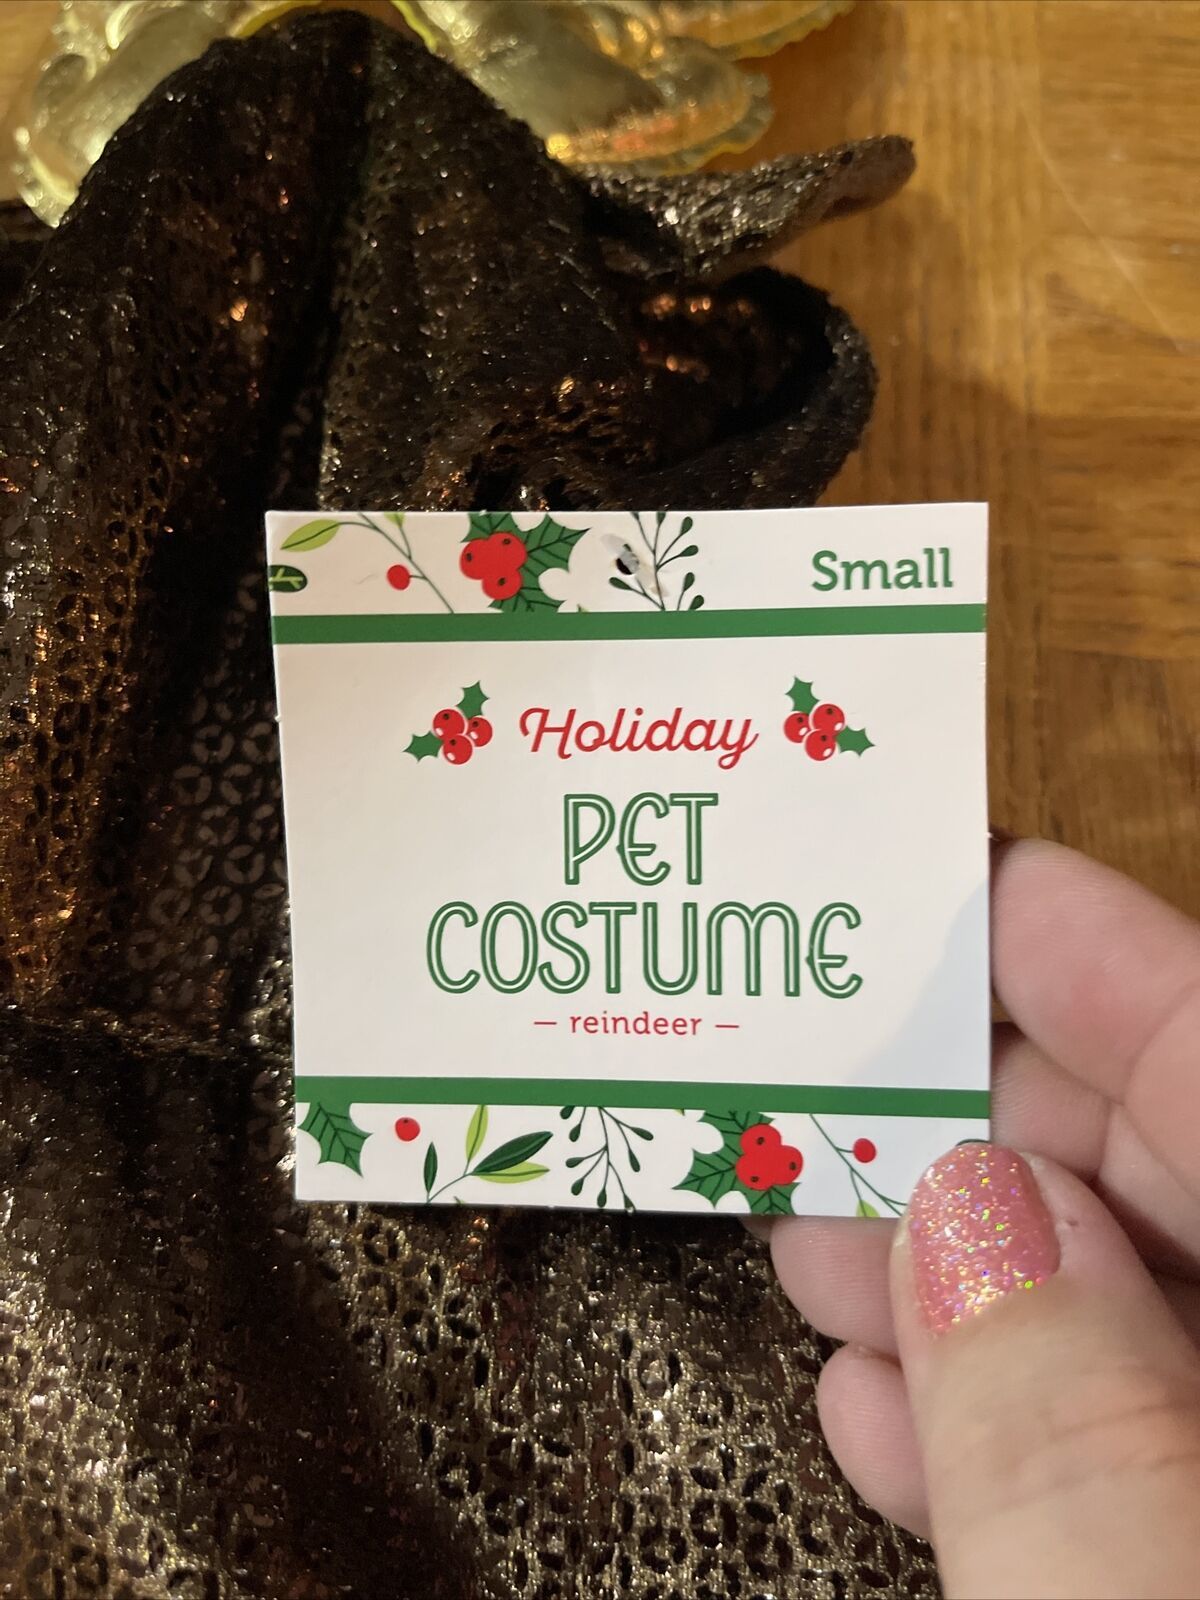 Small
Holiday
PET
COSTUME
— reindeer —